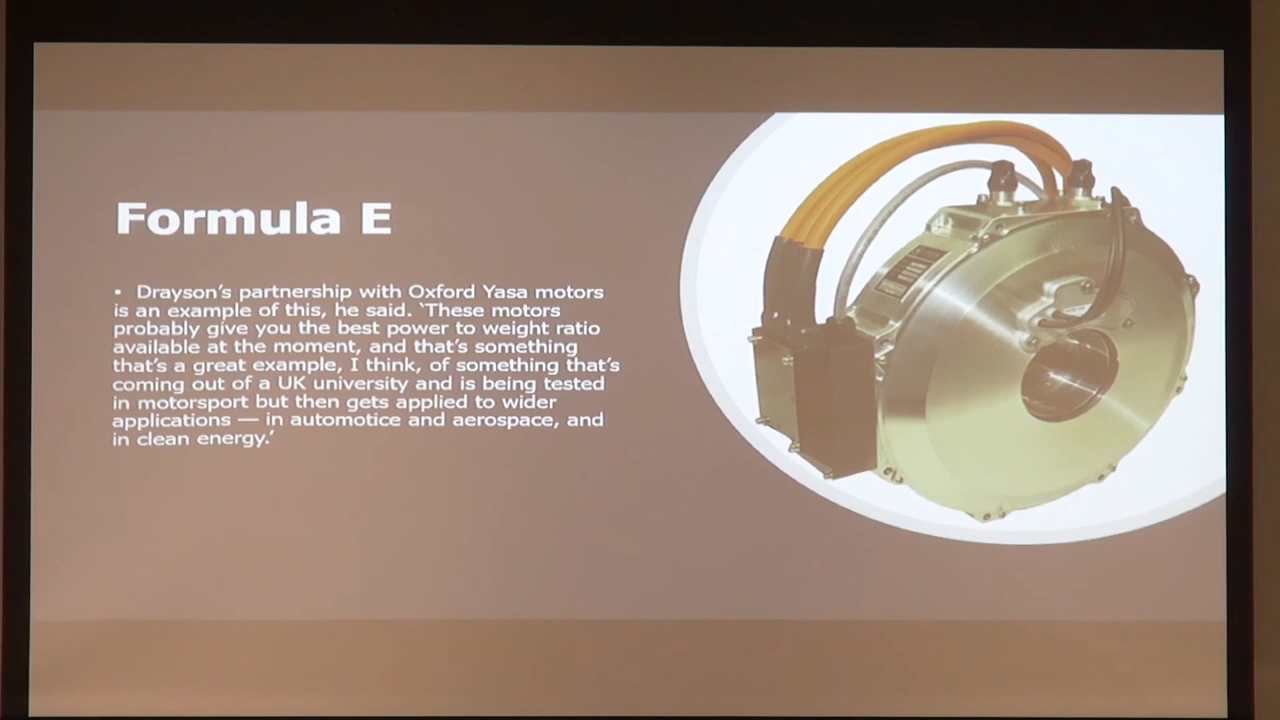 Formula E
• Drayson's partnership with Oxford Yasa motors
is an example of this, he said. 'These motors
probably give you the best power to weight ratio
available at the moment, and that's something
that's a great example, I think, of something that's
coming out of a UK university and is being tested
in motorsport but then gets applied to wider
applications — in automotice and aerospace, and
in clean energy.'